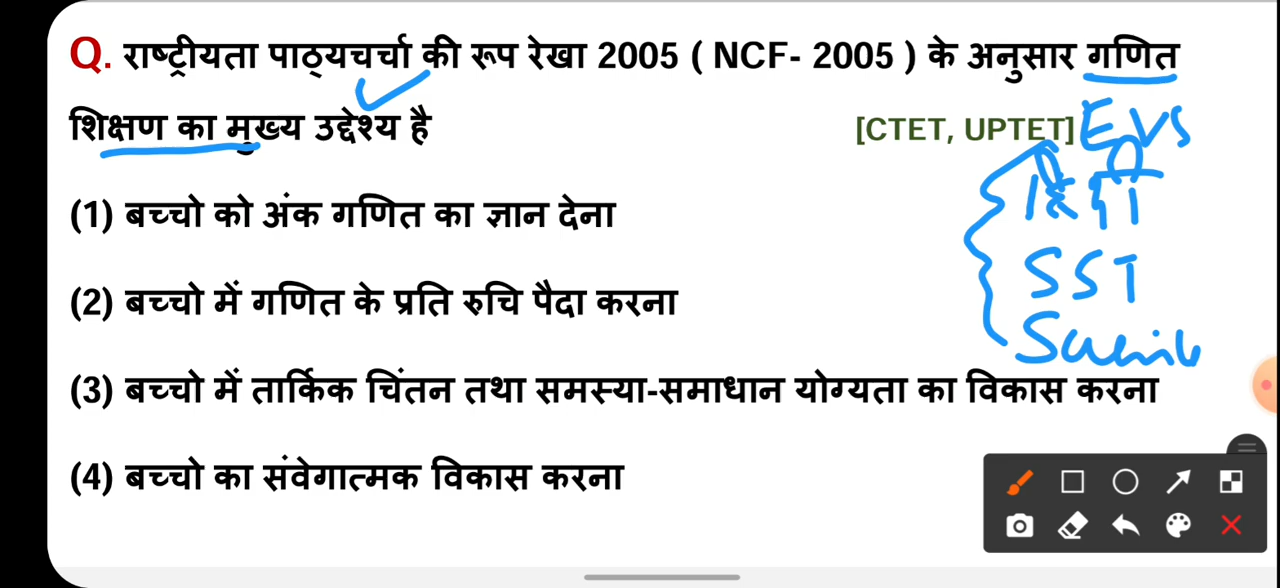 Q. राष्ट्रीयता पाठ्यचर्चा की रूप रेखा 2005 ( NCF- 2005 ) के अनुसार गणित
शिक्षण का मुख्य उद्देश्य है
[CTET, UPTET] EVS
SST
(1) बच्चो को अंक गणित का ज्ञान देना
(2) बच्चो में गणित के प्रति रुचि पैदा करना
(3) बच्चो में तार्किक चिंतन तथा समस्या-समाधान योग्यता का विकास करना
(4) बच्चो का संवेगात्मक विकास करना